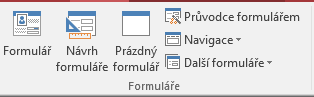 Formulář
Návrh
formuláře
Prázdný
formulář
Průvodce formulářem
Navigace
Další formuláře
Formuláře